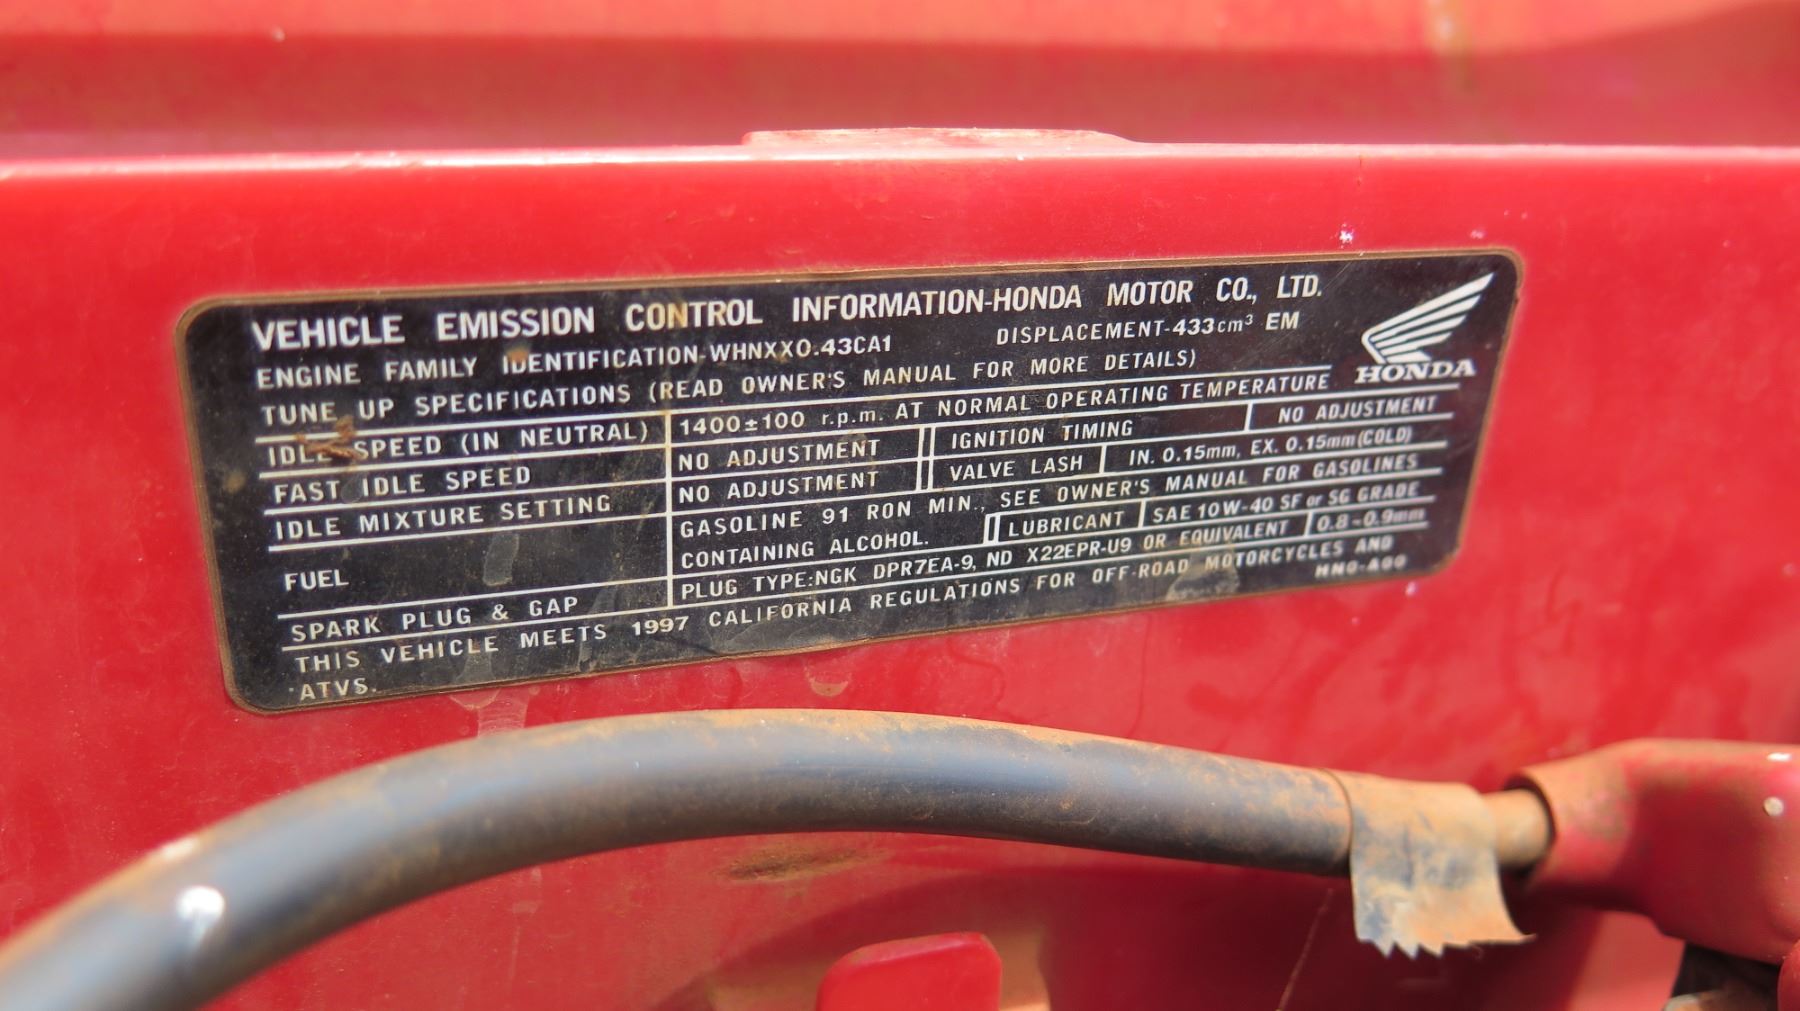 VEHICLE EMISSION CONTROL INFORMATION-HONDA MOTOR CO., LTD.
ENGINE FAMILY IDENTIFICATION-WHNXX0.43CA1 DISPLACEMENT-433cm³ EM
HONDA
TUNE UP SPECIFICATIONS (READ OWNER'S MANUAL FOR MORE DETAILS)
IDLE SPEED (IN NEUTRAL) 1400±100 r.p.m. AT NORMAL OPERATING TEMPERATURE
FAST IDLE SPEED NO ADJUSTMENT IGNITION TIMING NO ADJUSTMENT
IDLE MIXTURE SETTING NO ADJUSTMENT VALVE LASH IN. 0.15mm, EX. 0.15mm(COLD)
FUEL GASOLINE 91 RON MIN., SEE OWNER'S MANUAL FOR GASOLINES
CONTAINING ALCOHOL. LUBRICANT SAE 10W-40 SF or SG GRADE
SPARK PLUG & GAP PLUG TYPE:NGK DPR7EA-9, ND X22EPR-U9 OR EQUIVALENT 0.8-0.9mm
THIS VEHICLE MEETS 1997 CALIFORNIA REGULATIONS FOR OFF-ROAD MOTORCYCLES AND
ATVS. HN0-A00